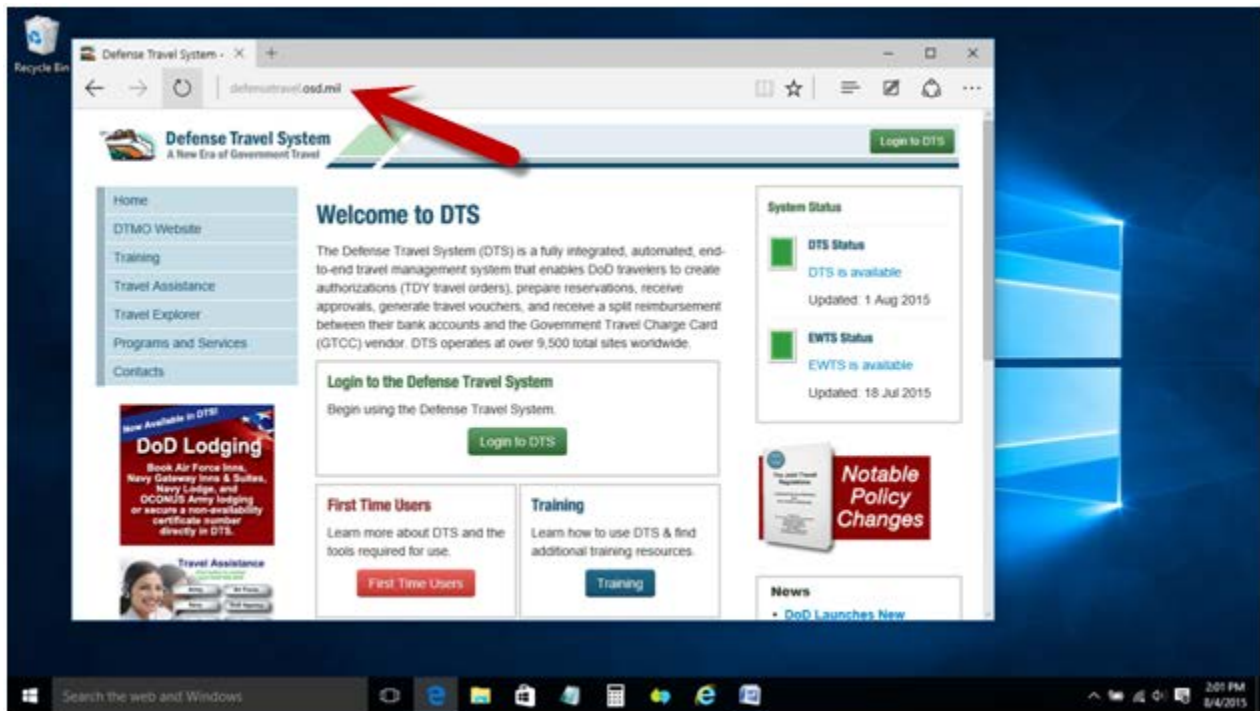 Recycle Bin
Defense Travel System -
defensetravel.osd.mil
Defense Travel System
A New Era of Government Travel
Login to DTS
Home
DTMO Website
Training
Travel Assistance
Travel Explorer
Programs and Services
Contacts
Now Available in DTS!
DoD Lodging
Book Air Force Inns,
Navy Gateway Inns & Suites,
Navy Lodge, and
OCONUS Army lodging
or secure a non-availability
certificate number
directly in DTS.
Travel Assistance
Welcome to DTS
The Defense Travel System (DTS) is a fully integrated, automated, end-
to-end travel management system that enables DoD travelers to create
authorizations (TDY travel orders), prepare reservations, receive
approvals, generate travel vouchers, and receive a split reimbursement
between their bank accounts and the Government Travel Charge Card
(GTCC) vendor. DTS operates at over 9,500 total sites worldwide.
Login to the Defense Travel System
Begin using the Defense Travel System.
Login to DTS
First Time Users
Learn more about DTS and the
tools required for use.
First Time Users
Training
Learn how to use DTS & find
additional training resources.
Training
System Status
DTS Status
DTS is available
Updated: 1 Aug 2015
EWTS Status
EWTS is available
Updated: 18 Jul 2015
The Joint Travel
Regulations
Notable
Policy
Changes
News
• DoD Launches New
Search the web and Windows
2:01 PM
8/4/2015